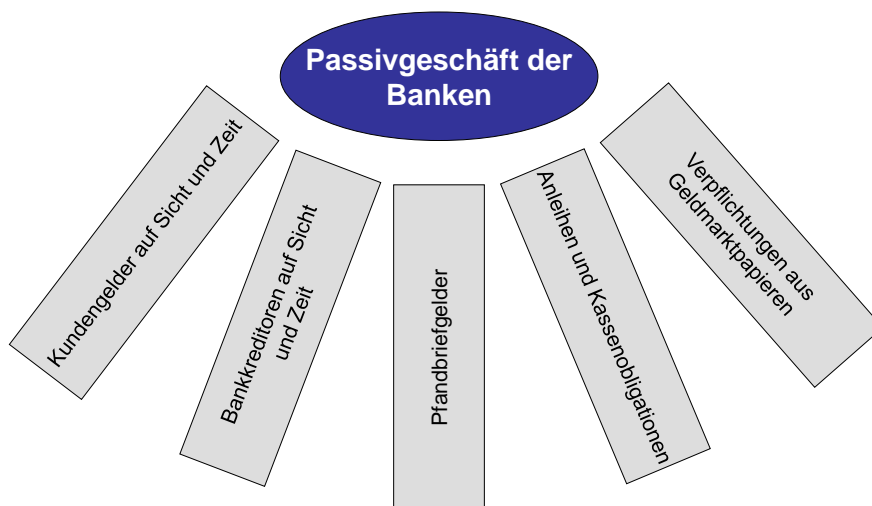 Passivgeschäft der
Banken
Kundengelder auf Sicht und Zeit
Bankkreditoren auf Sicht
und Zeit
Pfandbriefgelder
Anleihen und Kassenobligationen
Verpflichtungen aus
Geldmarktpapieren